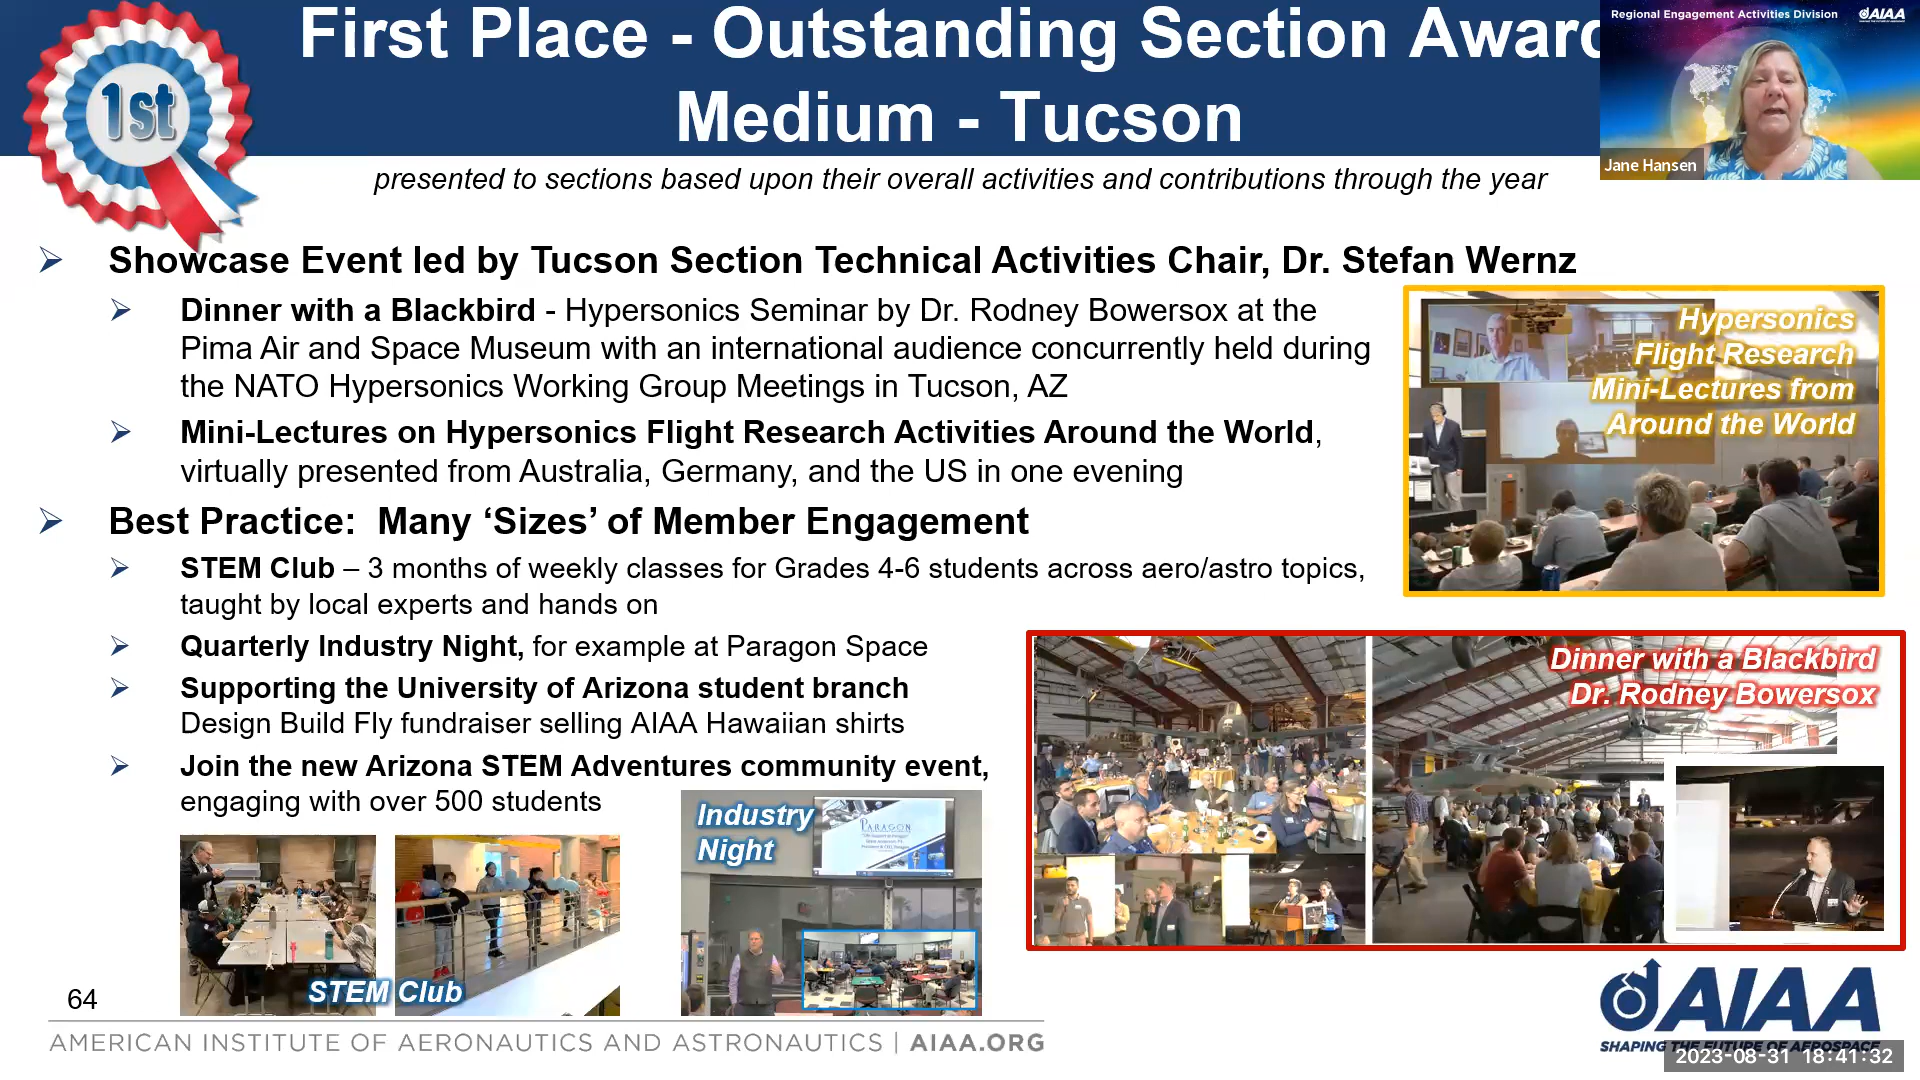 First Place - Outstanding Section Award
Medium - Tucson
1st
Regional Engagement Activities Division
AIAA
Jane Hansen
presented to sections based upon their overall activities and contributions through the year
Showcase Event led by Tucson Section Technical Activities Chair, Dr. Stefan Wernz
Dinner with a Blackbird - Hypersonics Seminar by Dr. Rodney Bowersox at the
Pima Air and Space Museum with an international audience concurrently held during
the NATO Hypersonics Working Group Meetings in Tucson, AZ
Mini-Lectures on Hypersonics Flight Research Activities Around the World,
virtually presented from Australia, Germany, and the US in one evening
Hypersonics
Flight Research
Mini-Lectures from
Around the World
Best Practice:  Many ‘Sizes’ of Member Engagement
STEM Club – 3 months of weekly classes for Grades 4-6 students across aero/astro topics,
taught by local experts and hands on
Quarterly Industry Night, for example at Paragon Space
Supporting the University of Arizona student branch
Design Build Fly fundraiser selling AIAA Hawaiian shirts
Join the new Arizona STEM Adventures community event,
engaging with over 500 students
Dinner with a Blackbird
Dr. Rodney Bowersox
Industry
Night
PARAGON
STEM Club
64
AMERICAN INSTITUTE OF AERONAUTICS AND ASTRONAUTICS | AIAA.ORG
AIAA
SHAPING THE FUTURE OF AEROSPACE
2023-08-31 18:41:32